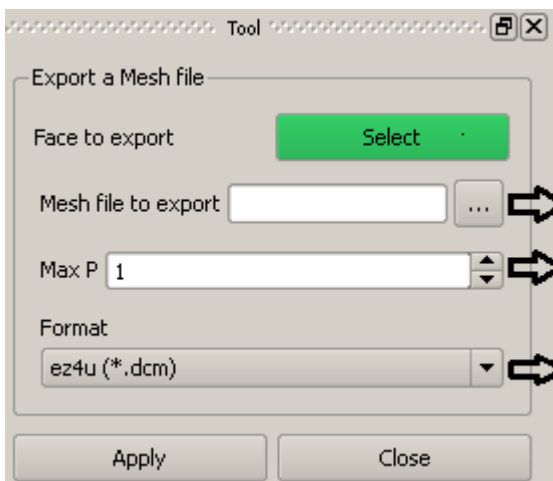 Tool
Export a Mesh file
Face to export Select
Mesh file to export ...
Max P 1
Format
ez4u (*.dcm)
Apply Close